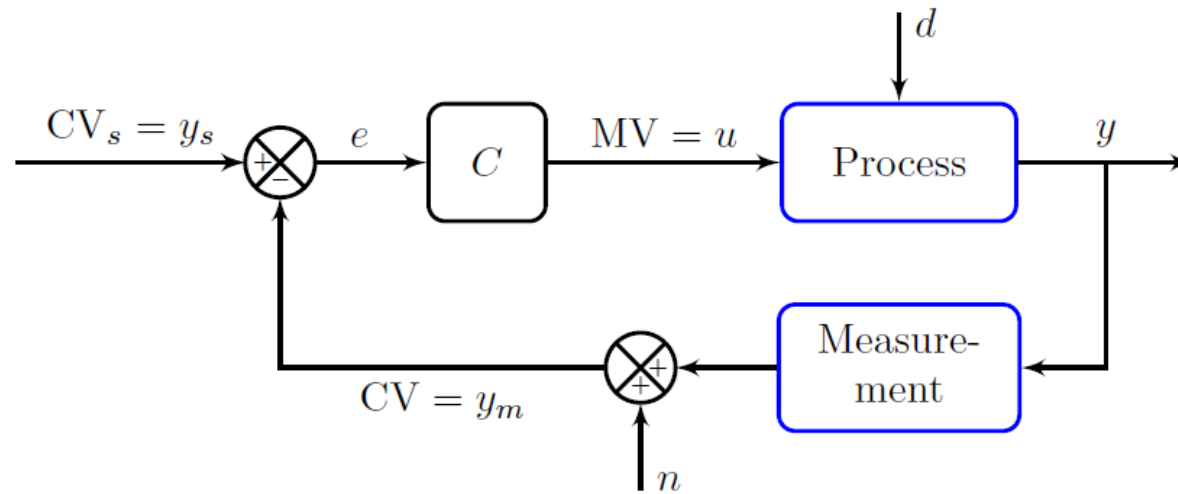 d
CV_s = y_s
e
C
MV = u
Process
y
+
−
Measure-
ment
+
+
CV = y_m
n